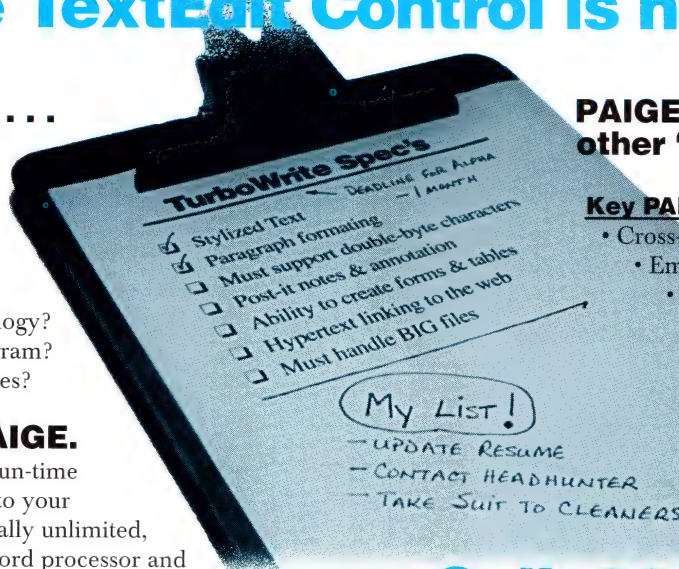 e TextEdit Control is n
....
TurboWrite Spec's
DEADLINE FOR ALPHA
- 1 MONTH
Stylized Text
Paragraph formating
Must support double-byte characters
Post-it notes & annotation
Ability to create forms & tables
Hypertext linking to the web
Must handle BIG files
My List!
- UPDATE RESUME
- CONTACT HEADHUNTER
- TAKE SUIT TO CLEANERS
ogy?
ram?
es?
AIGE.
un-time
to your
ally unlimited,
ord processor and
PAIGE
other "
Key PA
• Cross-
• Em
•